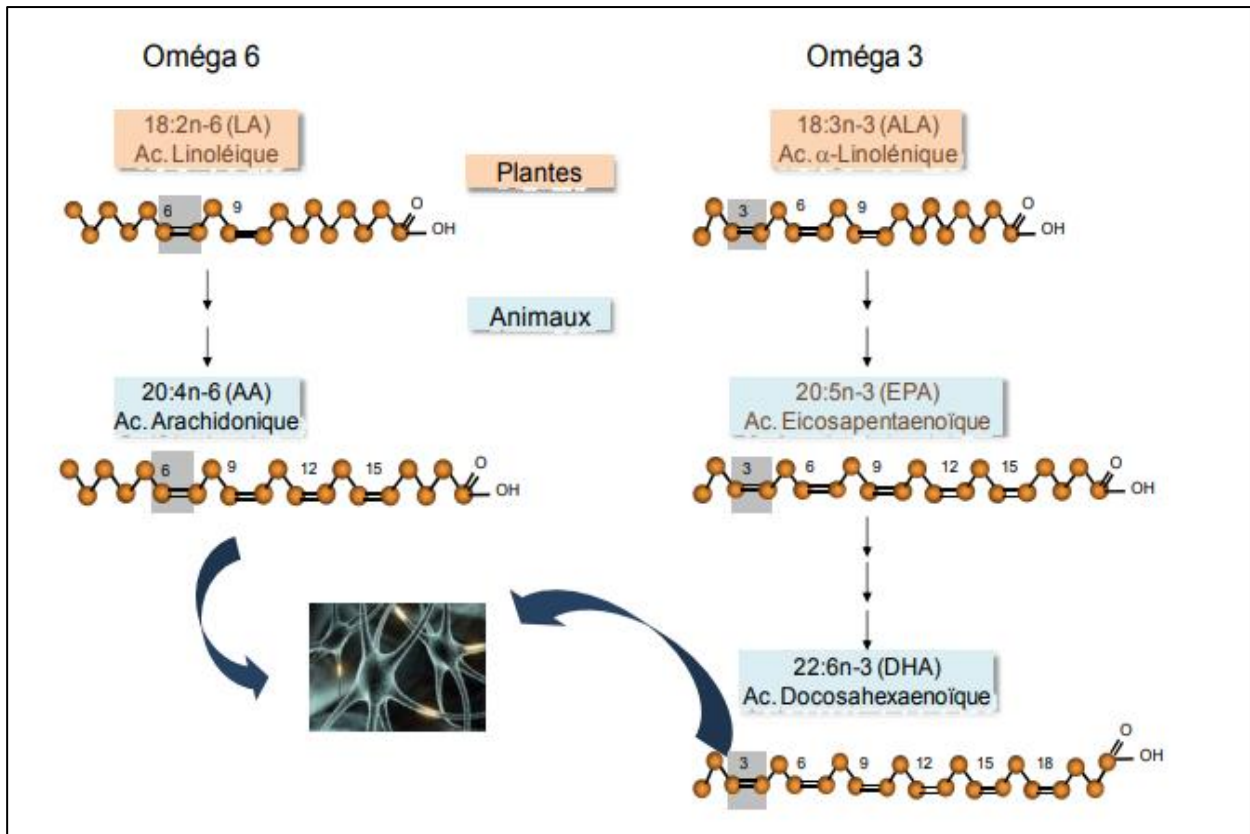 Oméga 6
18:2n-6 (LA)
Ac. Linoléique
6 9
O
OH
20:4n-6 (AA)
Ac. Arachidonique
6 9 12 15
O
OH
Plantes
Animaux
Oméga 3
18:3n-3 (ALA)
Ac. α-Linolénique
3 6 9
O
OH
20:5n-3 (EPA)
Ac. Eicosapentaenoïque
3 6 9 12 15
O
OH
22:6n-3 (DHA)
Ac. Docosahexaenoïque
3 6 9 12 15 18
O
OH